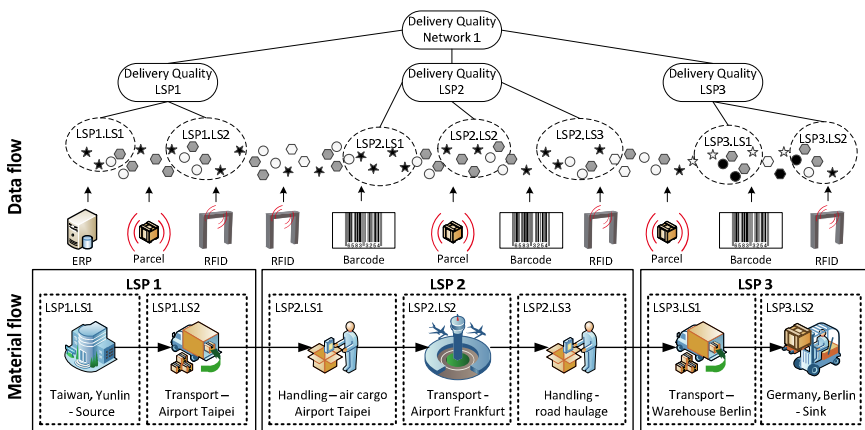 Delivery Quality
Network 1
Delivery Quality
LSP1
Delivery Quality
LSP2
Delivery Quality
LSP3
Data flow
LSP1.LS1
LSP1.LS2
LSP2.LS1
LSP2.LS2
LSP2.LS3
LSP3.LS1
LSP3.LS2
ERP
Parcel
RFID
RFID
Barcode
Parcel
Barcode
RFID
Parcel
Barcode
RFID
Material flow
LSP 1
LSP1.LS1
Taiwan, Yunlin
- Source
LSP1.LS2
Transport –
Airport Taipei
LSP 2
LSP2.LS1
Handling – air cargo
Airport Taipei
LSP2.LS2
Transport -
Airport Frankfurt
LSP2.LS3
Handling -
road haulage
LSP 3
LSP3.LS1
Transport –
Warehouse Berlin
LSP3.LS2
Germany, Berlin
- Sink